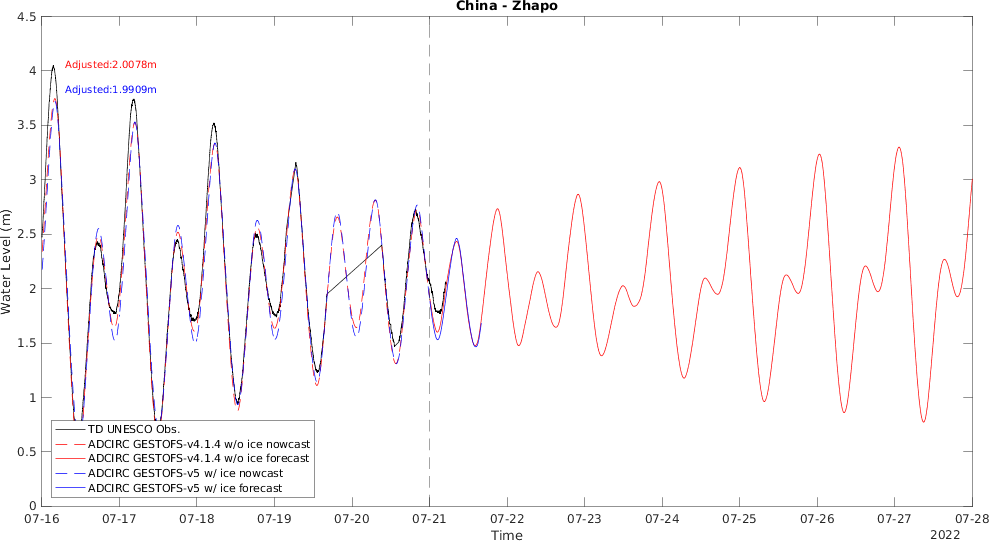 China - Zhapo
Adjusted:2.0078m
Adjusted:1.9909m
Water Level (m)
4.5
4
3.5
3
2.5
2
1.5
1
0.5
0
TD UNESCO Obs.
ADCIRC GESTOFS-v4.1.4 w/o ice nowcast
ADCIRC GESTOFS-v4.1.4 w/o ice forecast
ADCIRC GESTOFS-v5 w/ ice nowcast
ADCIRC GESTOFS-v5 w/ ice forecast
07-16 07-17 07-18 07-19 07-20 07-21 07-22 07-23 07-24 07-25 07-26 07-27 07-28
Time
2022